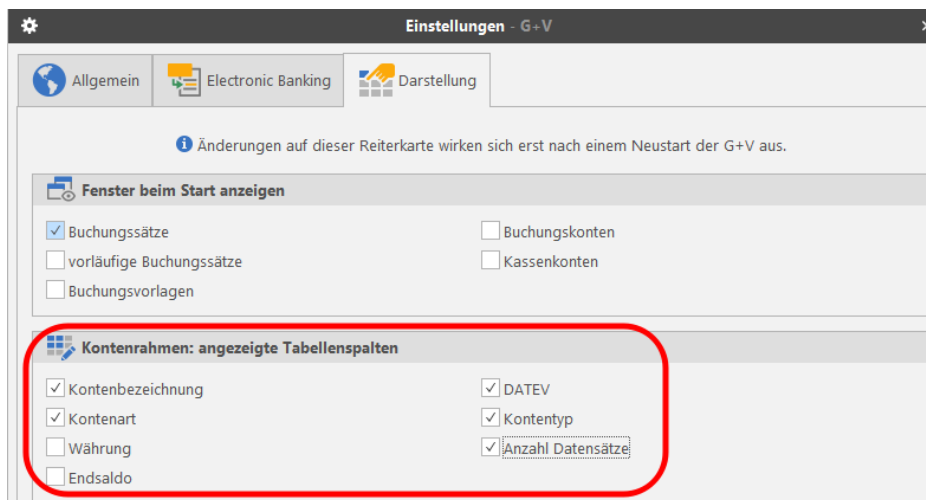 Einstellungen - G+V
Allgemein
Electronic Banking
Darstellung
Änderungen auf dieser Reiterkarte wirken sich erst nach einem Neustart der G+V aus.
Fenster beim Start anzeigen
Buchungssätze
Buchungskonten
vorläufige Buchungssätze
Kassenkonten
Buchungsvorlagen
Kontenrahmen: angezeigte Tabellenspalten
Kontenbezeichnung
DATEV
Kontenart
Kontentyp
Währung
Anzahl Datensätze
Endsaldo